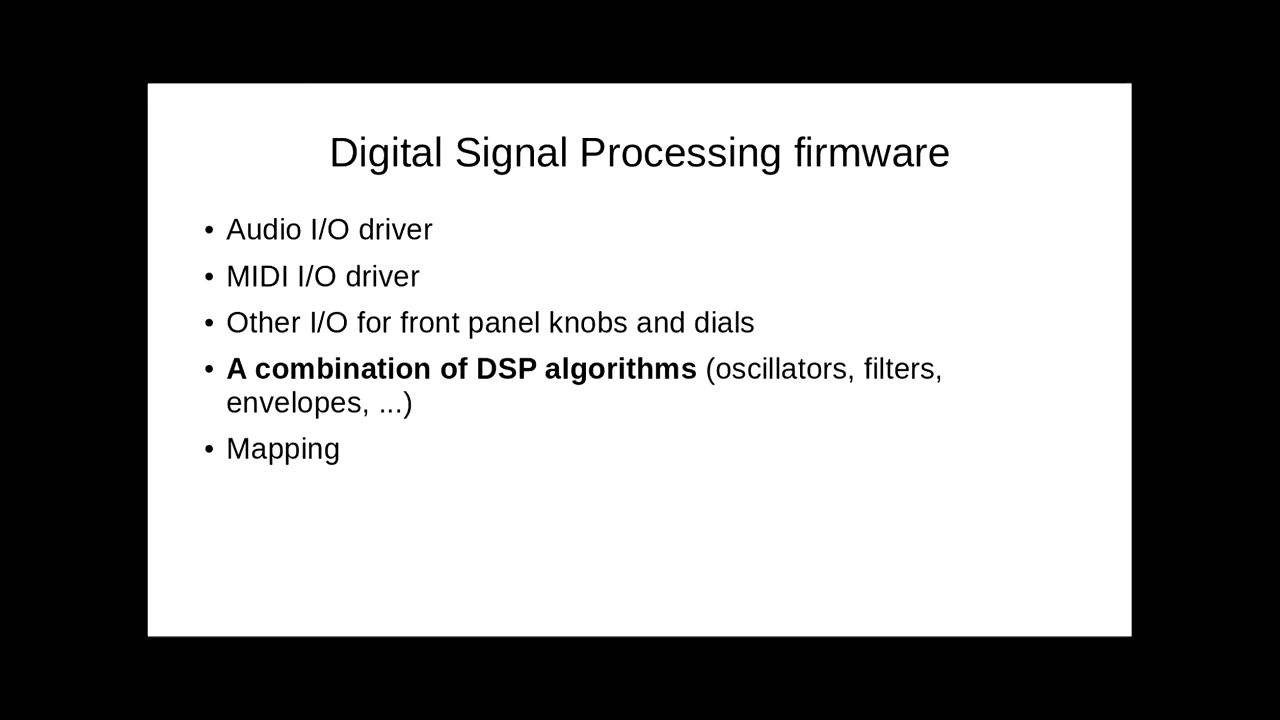 Digital Signal Processing firmware
• Audio I/O driver
• MIDI I/O driver
• Other I/O for front panel knobs and dials
• A combination of DSP algorithms (oscillators, filters,
envelopes, ...)
• Mapping